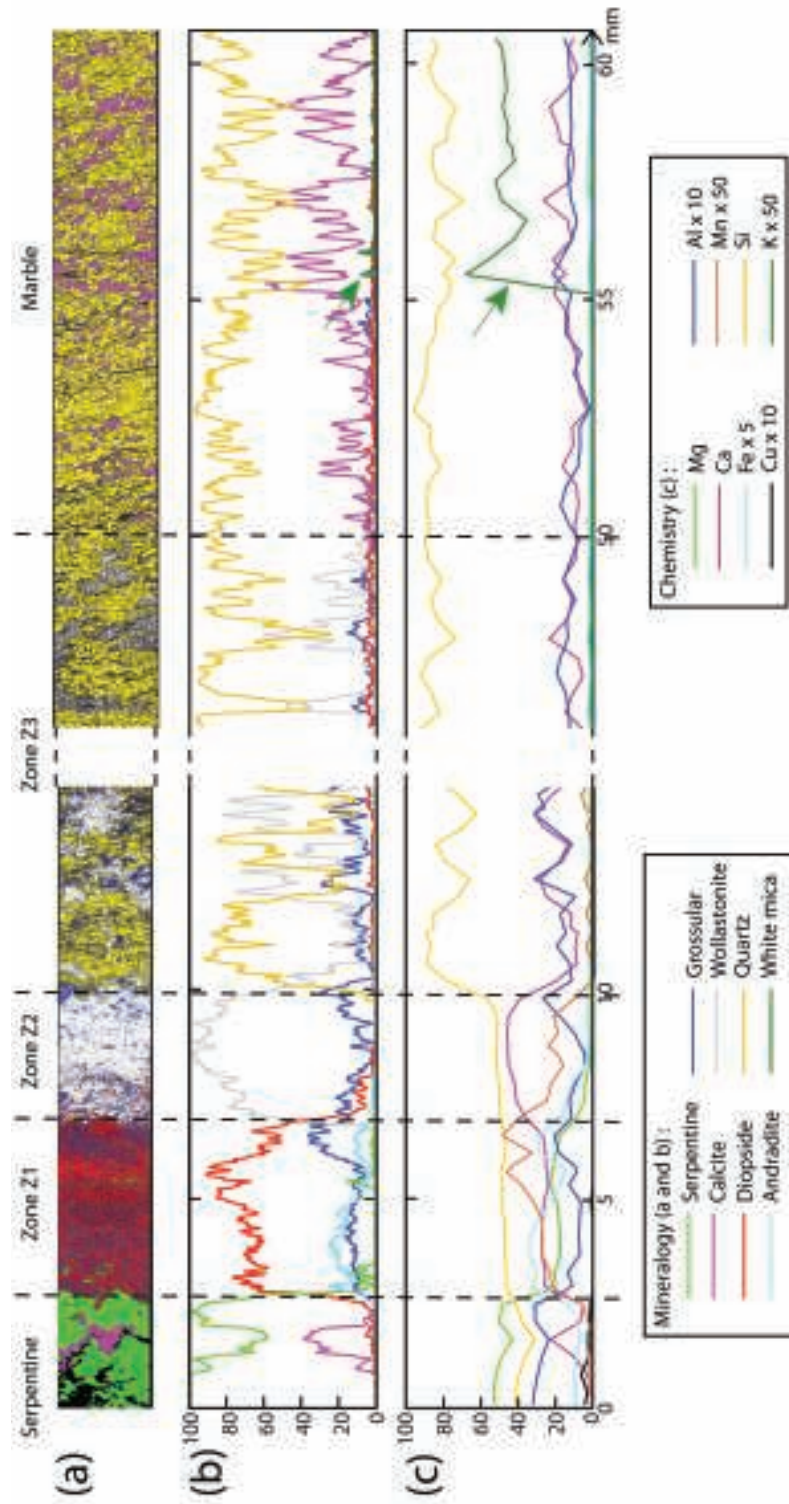 Serpentine Zone Z1 Zone Z2 Zone Z3 Marble
(a)
(b)
100
80
60
40
20
0
(c)
100
80
60
40
20
0
0 5 10 50 55 60 mm
Mineralogy (a and b) :
Serpentine Grossular
Calcite Wollastonite
Diopside Quartz
Andradite White mica
Chemistry (c) :
Mg Al x 10
Ca Mn x 50
Fe x 5 Si
Cu x 10 K x 50